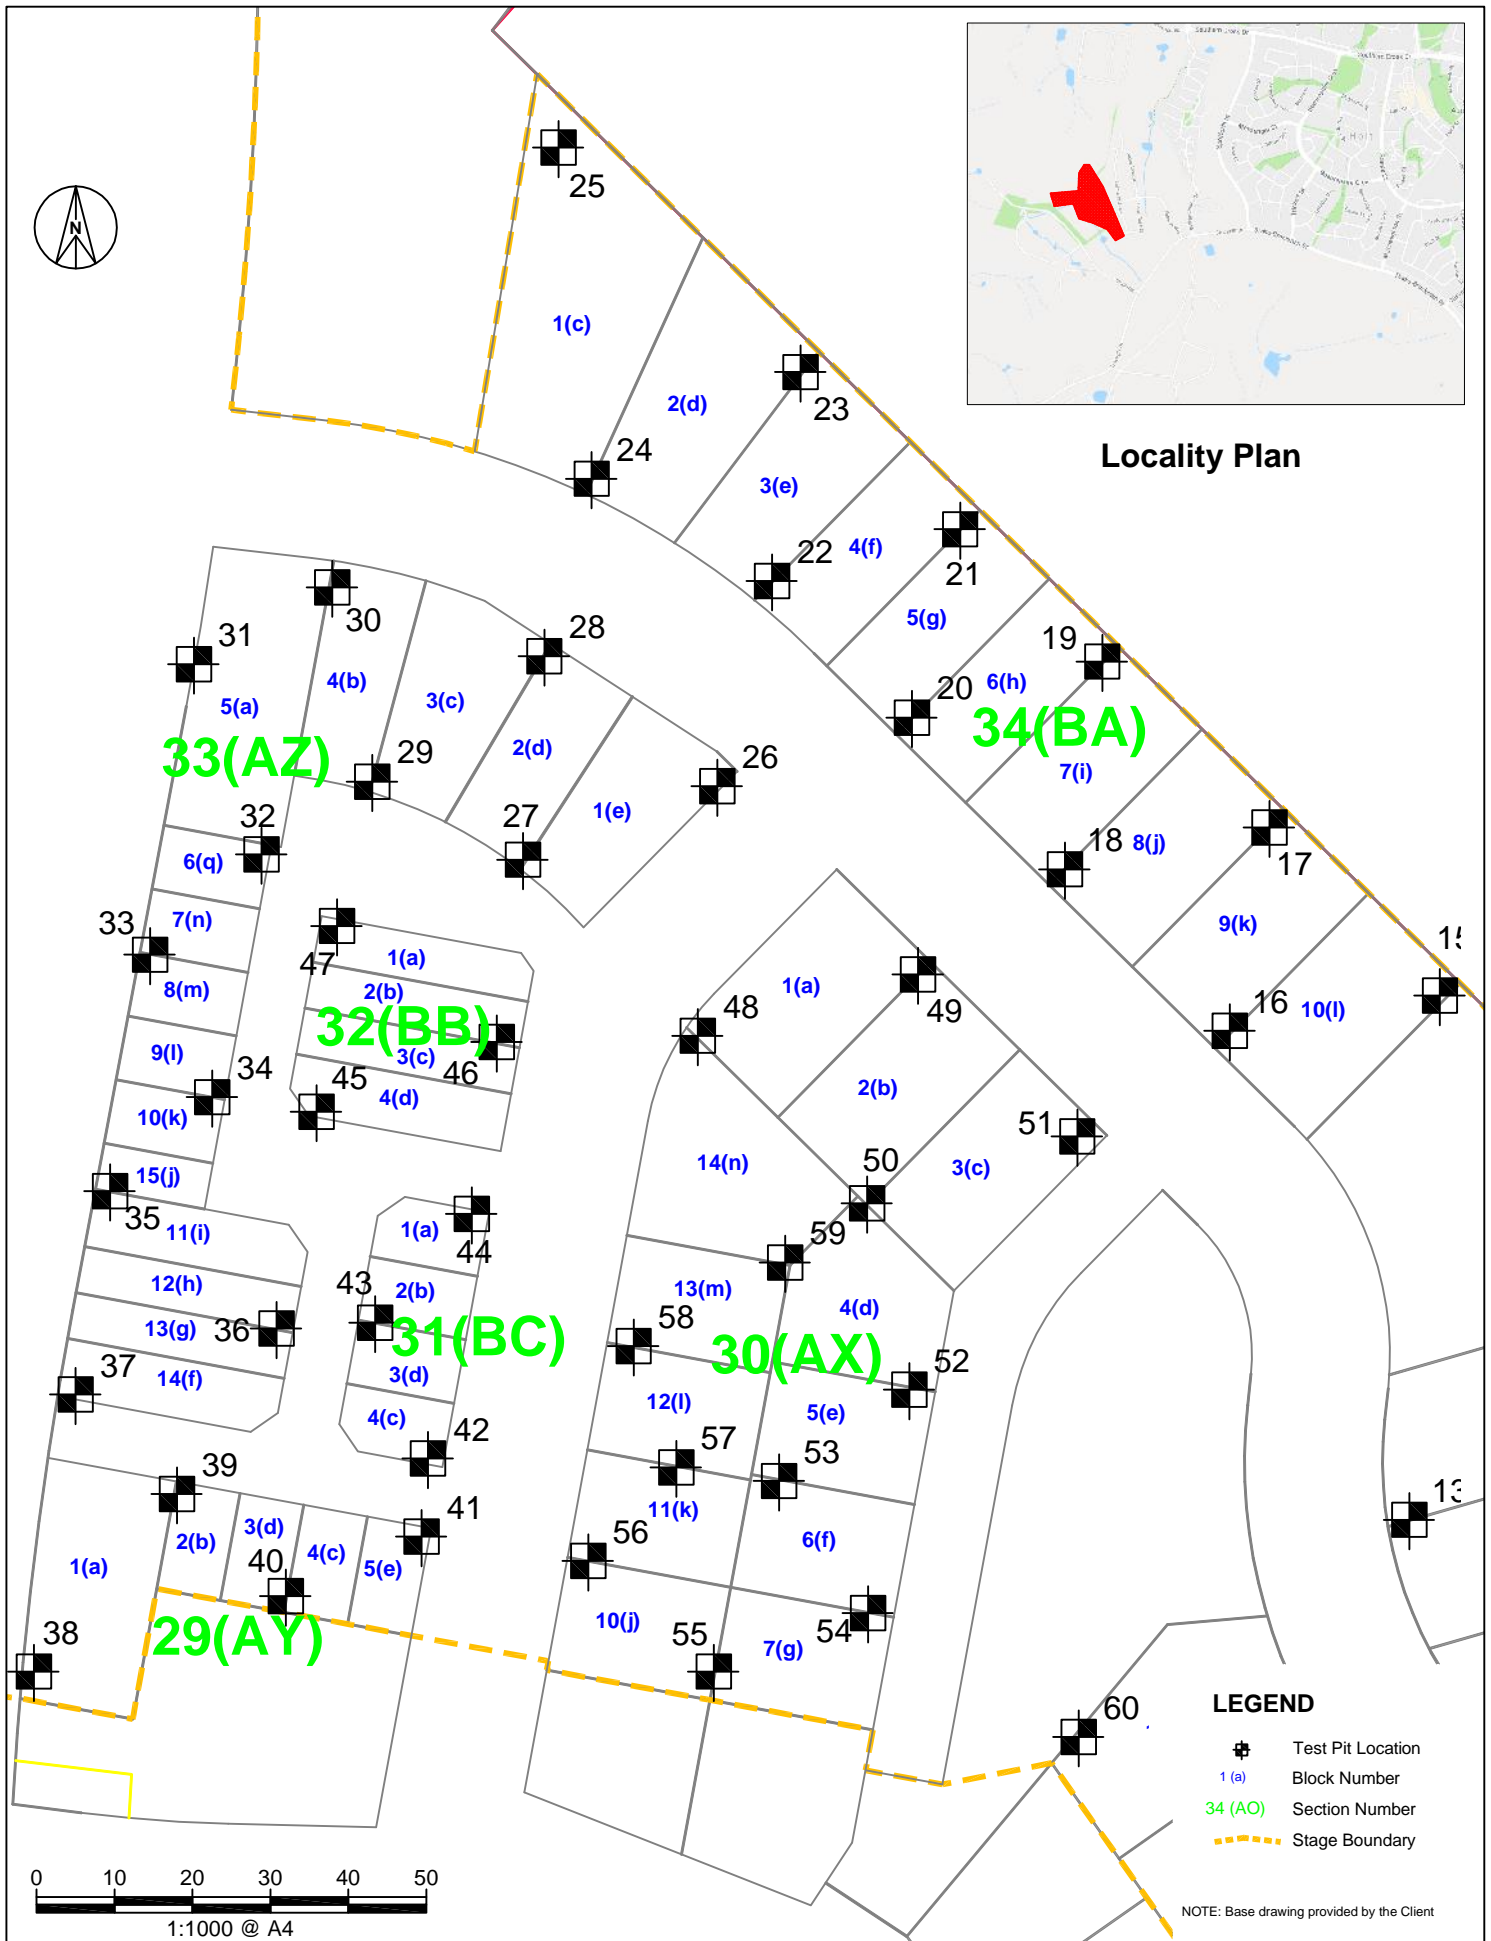 N
25
1(c)
2(d)
23
24
3(e)
Locality Plan
22
4(f)
21
5(g)
19
6(h)
20
34(BA)
7(i)
18
8(j)
17
9(k)
16
10(l)
30
31
28
4(b)
5(a)
3(c)
33(AZ)
2(d)
29
26
1(e)
27
32
6(q)
7(n)
33
8(m)
47
1(a)
2(b)
32(BB)
3(c)
46
9(l)
34
45
4(d)
10(k)
15(j)
35
11(i)
12(h)
13(g)
36
14(f)
37
1(a)
44
43
2(b)
31(BC)
3(d)
4(c)
42
1(a)
49
48
2(b)
51
50
3(c)
14(n)
59
13(m)
4(d)
58
30(AX)
52
12(l)
5(e)
57
53
11(k)
56
6(f)
10(j)
54
55
7(g)
13
39
41
3(d)
2(b)
4(c)
40
5(e)
1(a)
38
29(AY)
60
LEGEND
Test Pit Location
1 (a) Block Number
34 (AO) Section Number
Stage Boundary
0 10 20 30 40 50
1:1000 @ A4
NOTE: Base drawing provided by the Client